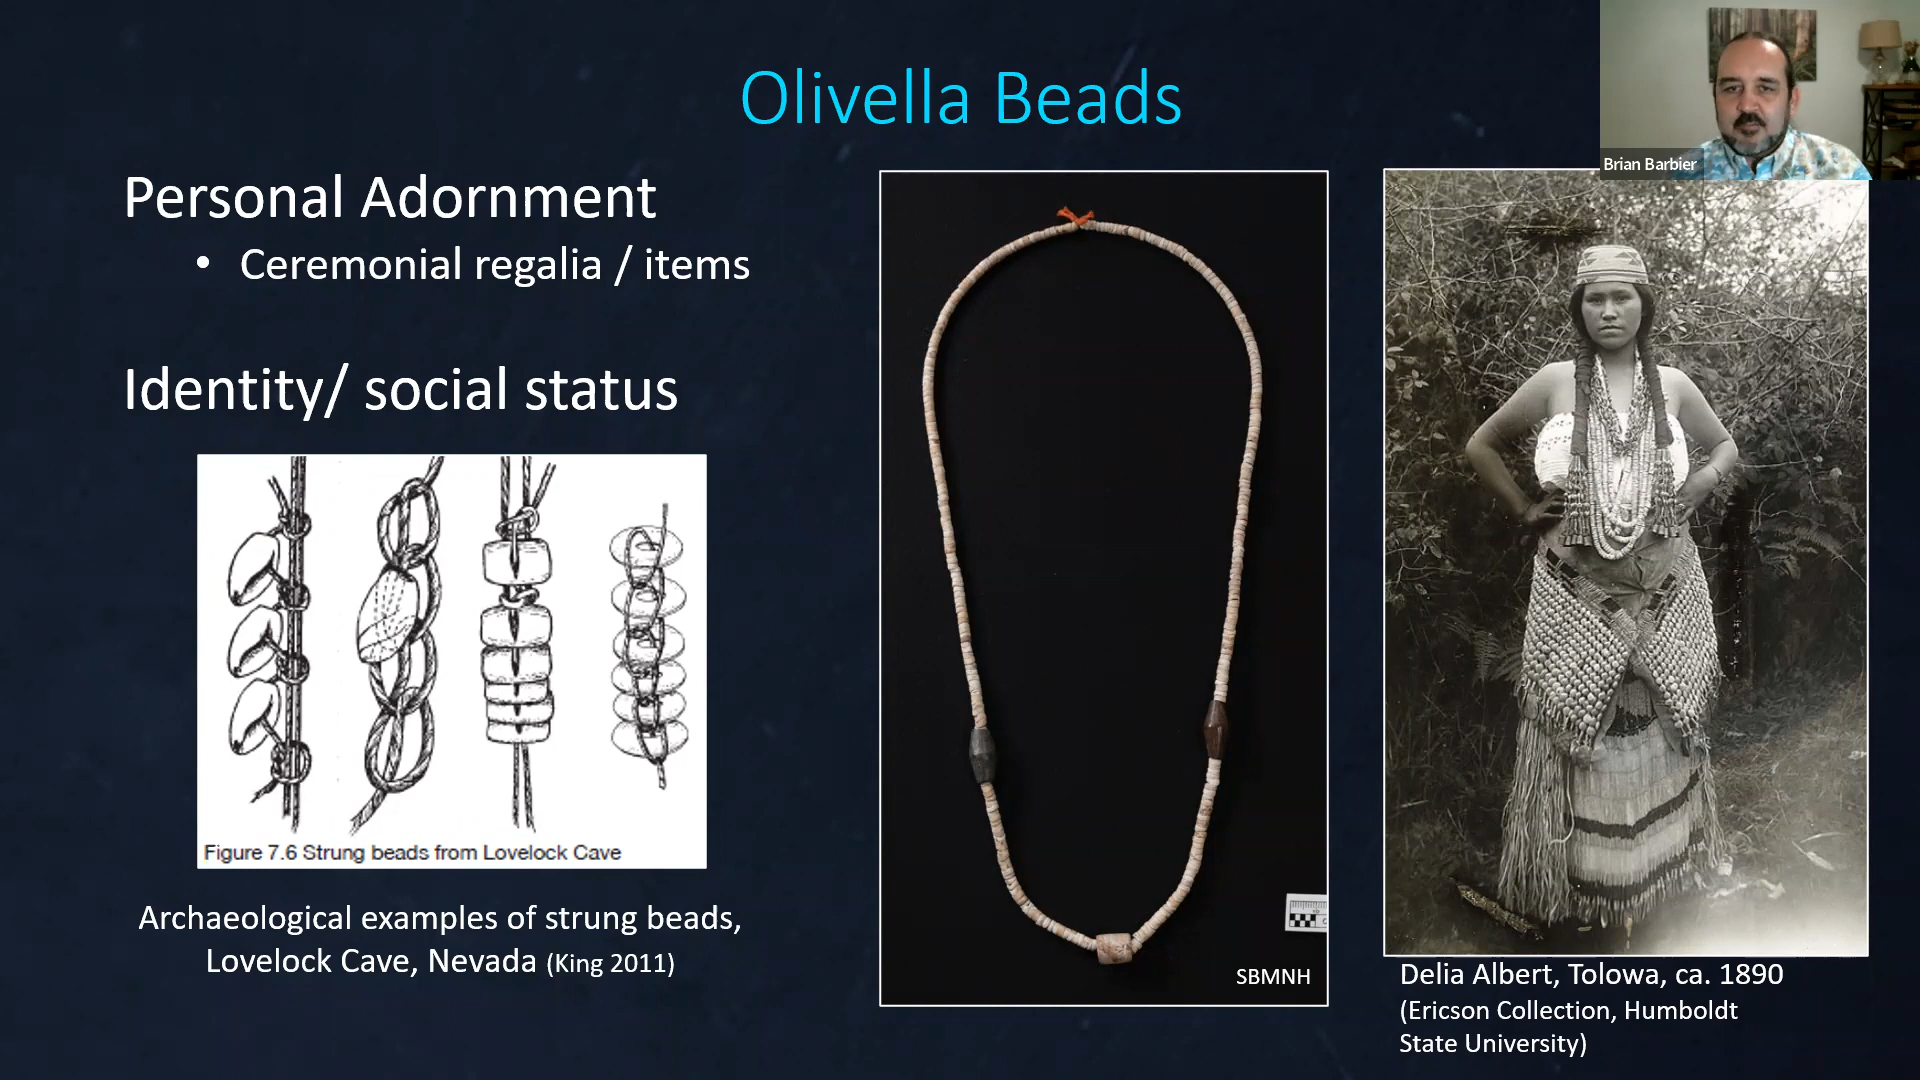 Olivella Beads
Brian Barbier
Personal Adornment
• Ceremonial regalia / items
Identity/ social status
Figure 7.6 Strung beads from Lovelock Cave
Archaeological examples of strung beads,
Lovelock Cave, Nevada (King 2011)
SBMNH
Delia Albert, Tolowa, ca. 1890
(Ericson Collection, Humboldt
State University)